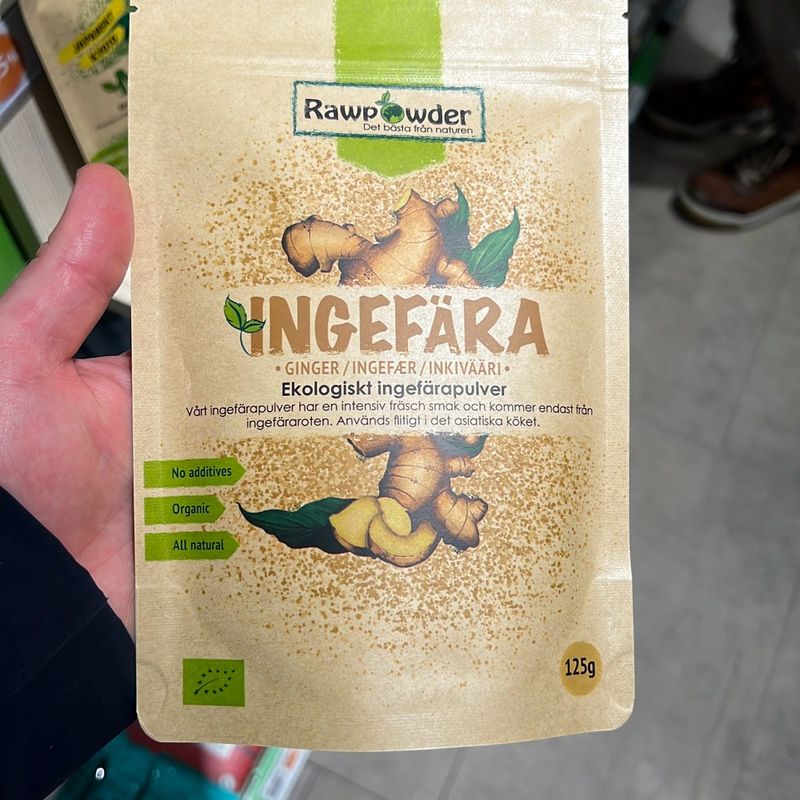 Rawpowder
Det bästa från naturen
INGEFÄRA
• GINGER / INGEFÆR / INKIVÄÄRI •
Ekologiskt ingefärapulver
Vårt ingefärapulver har en intensiv fräsch smak och kommer endast från
ingefäraroten. Används flitigt i det asiatiska köket.
No additives
Organic
All natural
125g